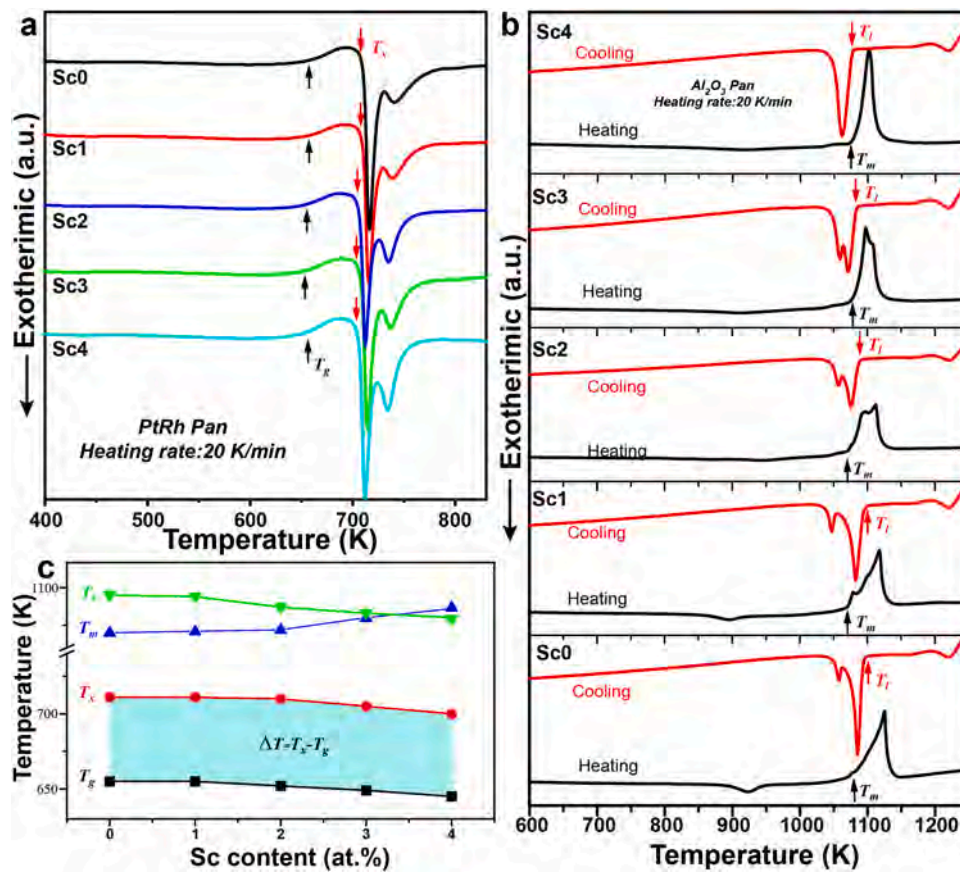 a
Sc0
Sc1
Sc2
Sc3
Sc4
Tx
Tg
PtRh Pan
Heating rate:20 K/min
Exotherimic (a.u.)
400 500 600 700 800
Temperature (K)
b
Sc4
Cooling
Tl
Al2O3 Pan
Heating rate:20 K/min
Heating
Tm
Sc3
Cooling
Tl
Heating
Tm
Sc2
Cooling
Tl
Heating
Tm
Sc1
Cooling
Tl
Heating
Tm
Sc0
Cooling
Tl
Heating
Tm
Exotherimic (a.u.)
600 700 800 900 1000 1100 1200
Temperature (K)
c
1100
Tm
Tx
700
ΔT=Tx-Tg
Tg
650
Temperature (K)
0 1 2 3 4
Sc content (at.%)